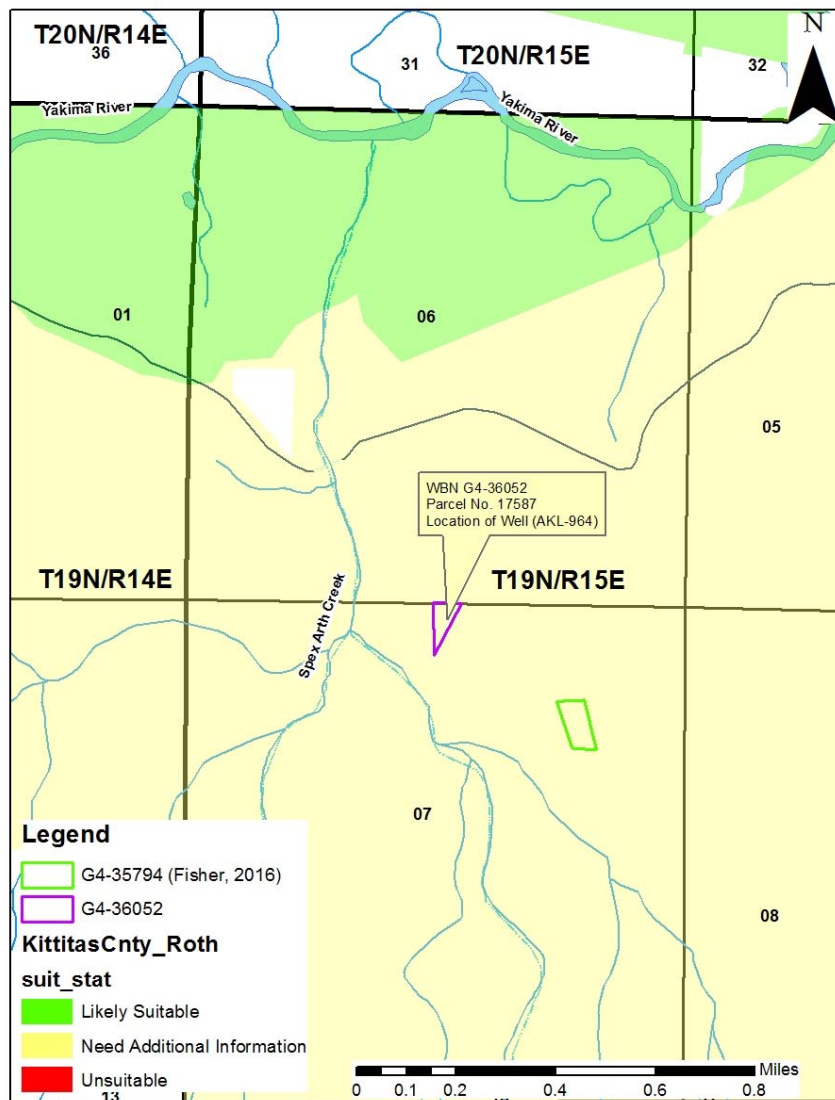 T20N/R14E
36
31
T20N/R15E
32
N
Yakima River
Yakima River
01
06
05
WBN G4-36052
Parcel No. 17587
Location of Well (AKL-964)
T19N/R14E
T19N/R15E
Spex Arth Creek
07
08
Legend
G4-35794 (Fisher, 2016)
G4-36052
KittitasCnty_Roth
suit_stat
Likely Suitable
Need Additional Information
Unsuitable
13
Miles
0 0.1 0.2 0.4 0.6 0.8